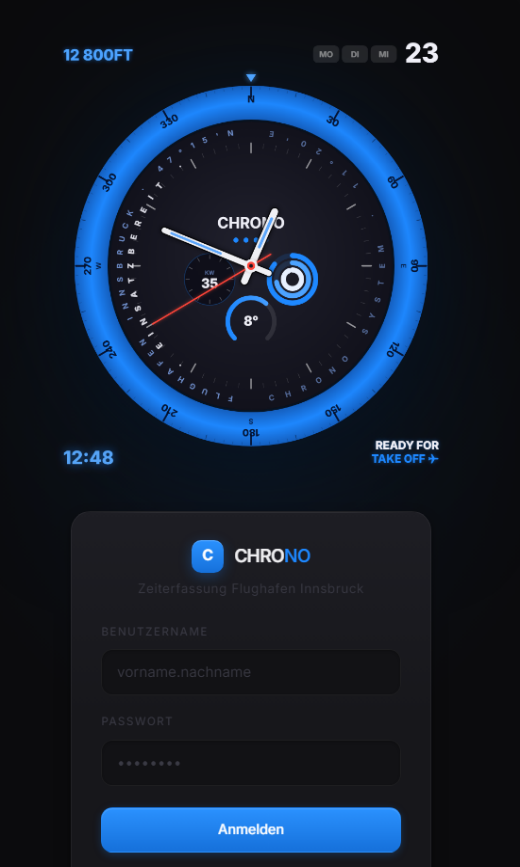 12 800FT
MO DI MI 23
N
30
60
90
E
150
180
S
210
240
270
W
300
330
FLUGHAFEN INNSBRUCK · 47°15'N
11°20'E · SYSTEM CHRONO
EINSATZBEREIT
CHRONO
KW
35
8°
12:48
READY FOR
TAKE OFF ✈
C CHRONO
Zeiterfassung Flughafen Innsbruck
BENUTZERNAME
vorname.nachname
PASSWORT
••••••••
Anmelden